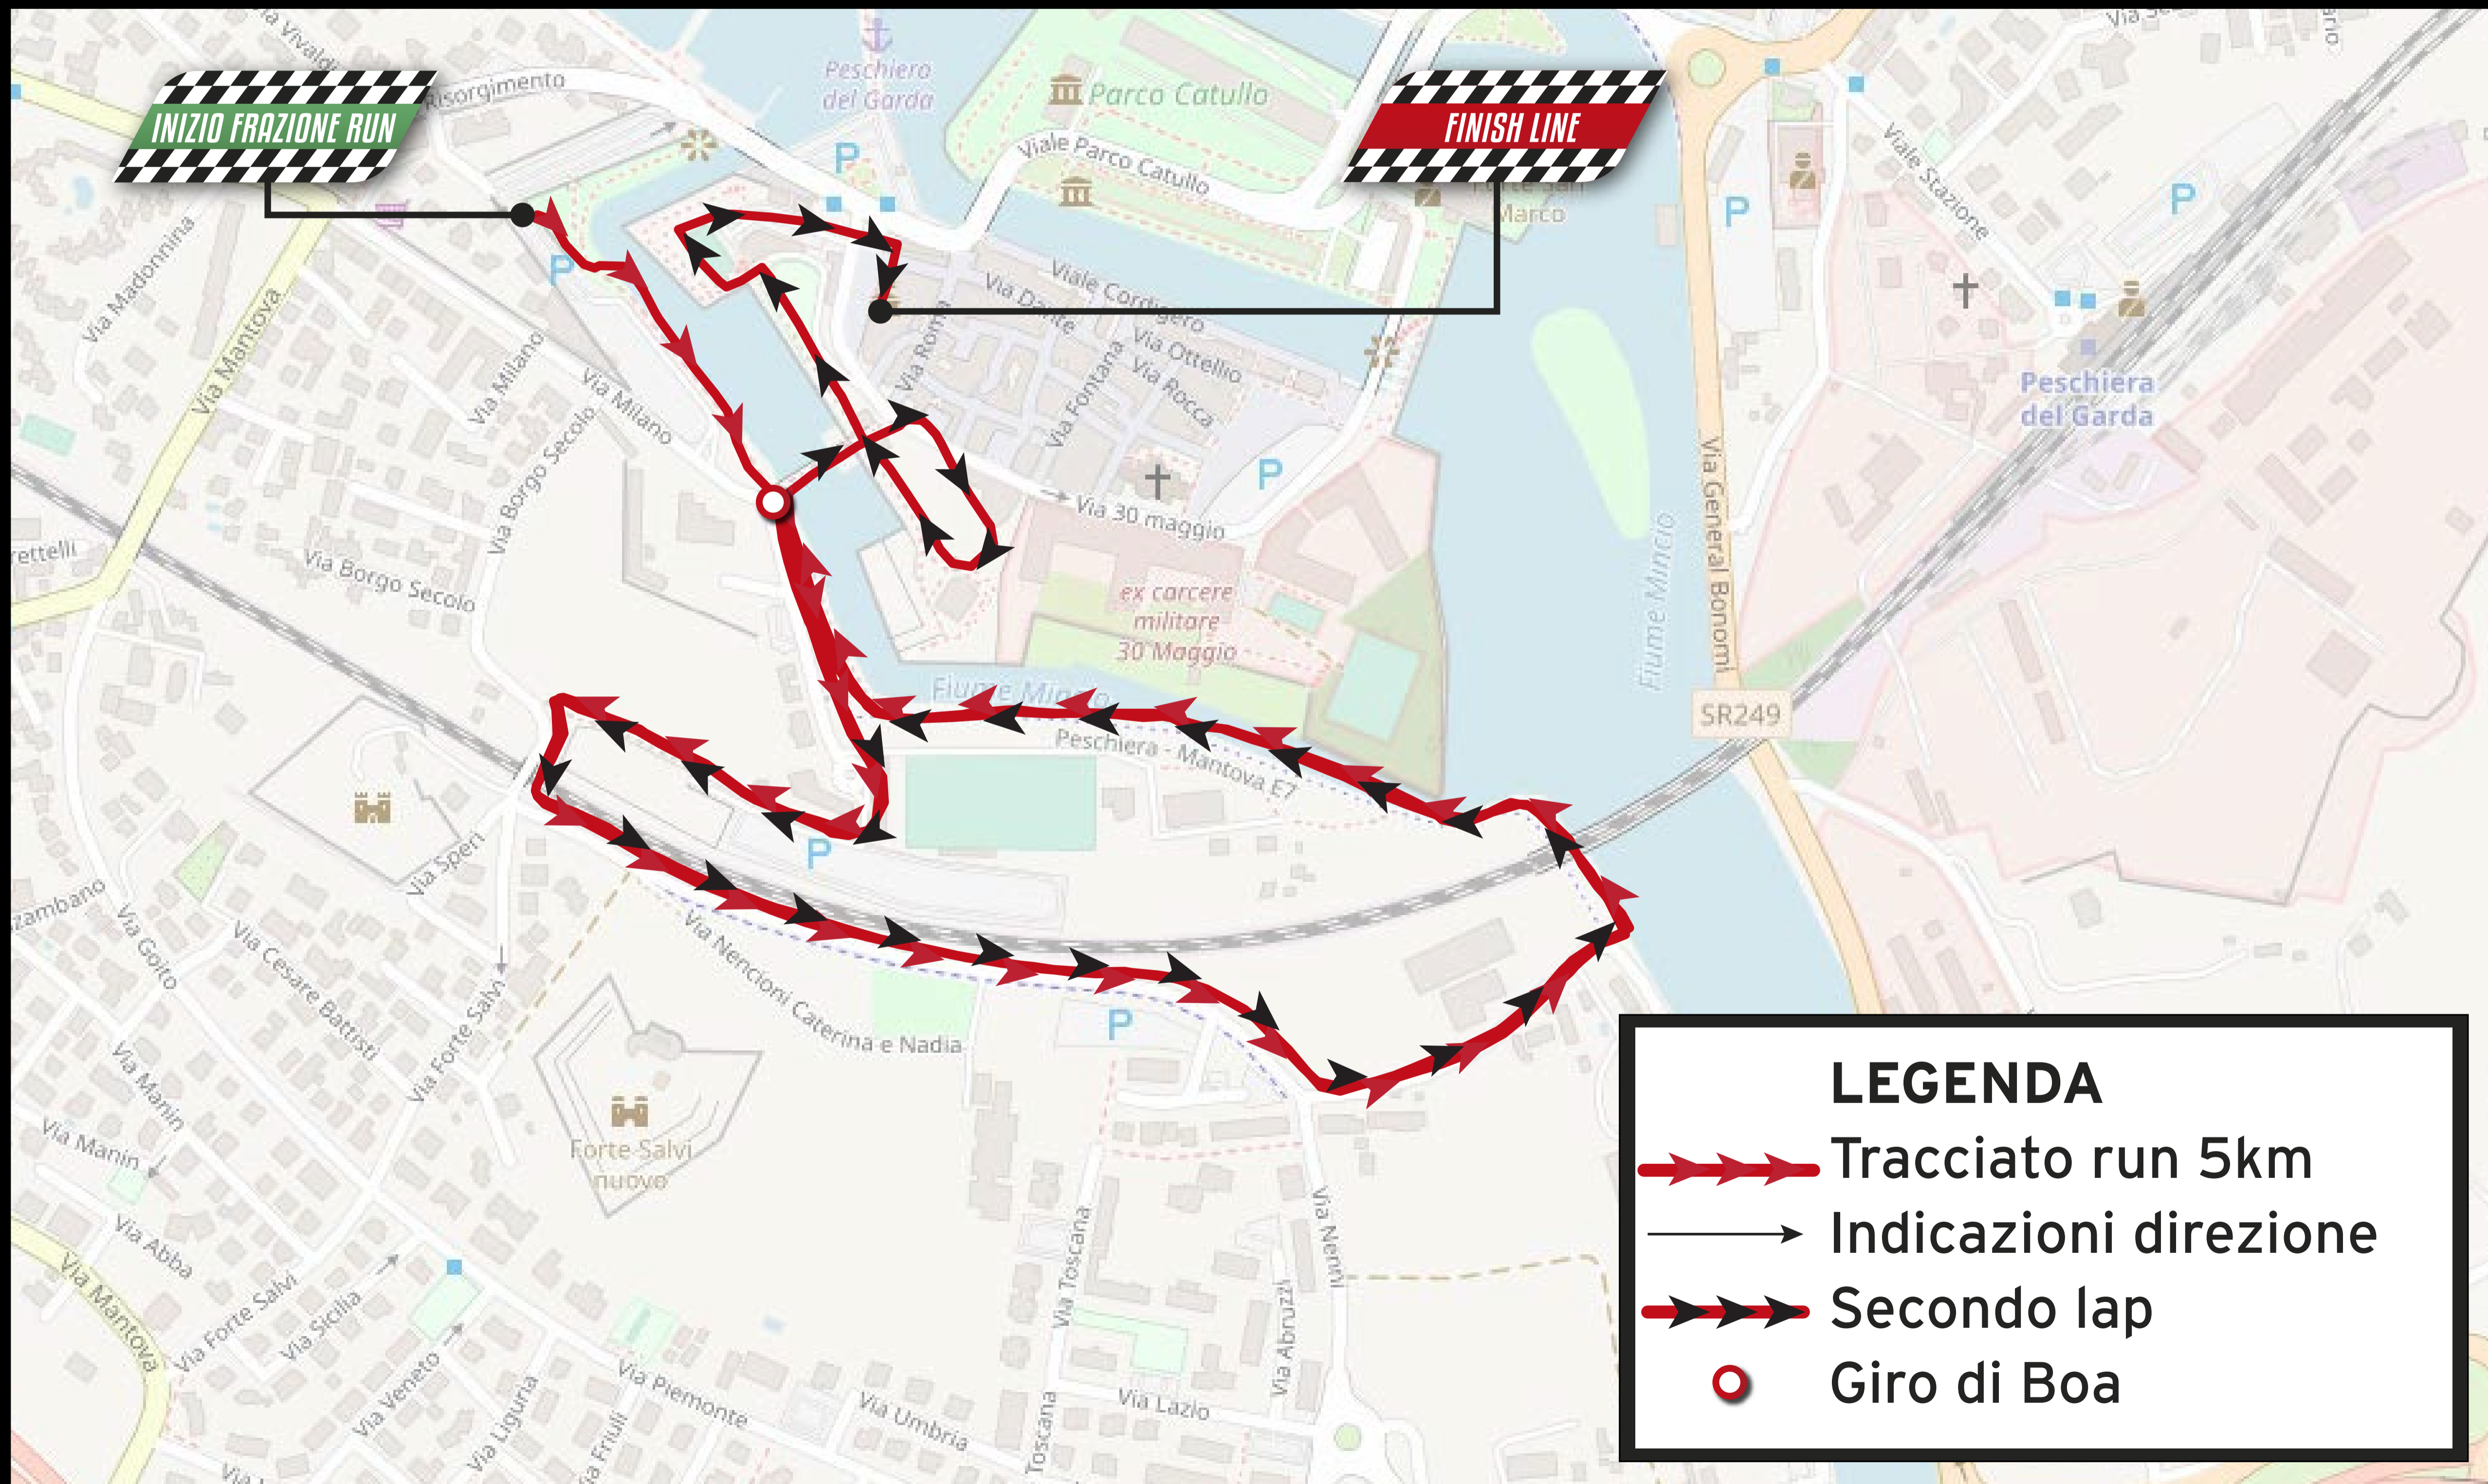 INIZIO FRAZIONE RUN
FINISH LINE
Risorgimento
Peschiera
del Garda
Parco Catullo
Viale Parco Catullo
Marco
Viale Stazione
Via Madonnina
Via Mantova
Via Milano
Via Milano
Via Borgo Secolo
Via Borgo Secolo
Via Roma
Via Dante
Viale Cordigero
Via Ottellio
Via Rocca
Via Fontana
Via 30 maggio
Peschiera
del Garda
Via General Bonomi
Fiume Mincio
SR249
ex carcere
militare
30 Maggio
Fiume Mincio
Peschiera - Mantova E7
rettelli
zambano
Via Speri
Via Goito
Via Cesare Battisti
Via Forte Salvi
Via Nencioni Caterina e Nadia
Forte Salvi
nuovo
Via Manin
Via Manin
Via Abba
Via Mantova
Via Forte Salvi
Via Sicilia
Via Veneto
Via Liguria
Via Piemonte
Via Umbria
Via Toscana
Toscana
Via Lazio
Via Abruzzi
Via Nenni
P
P
P
P
P
P
P
LEGENDA
Tracciato run 5km
Indicazioni direzione
Secondo lap
Giro di Boa